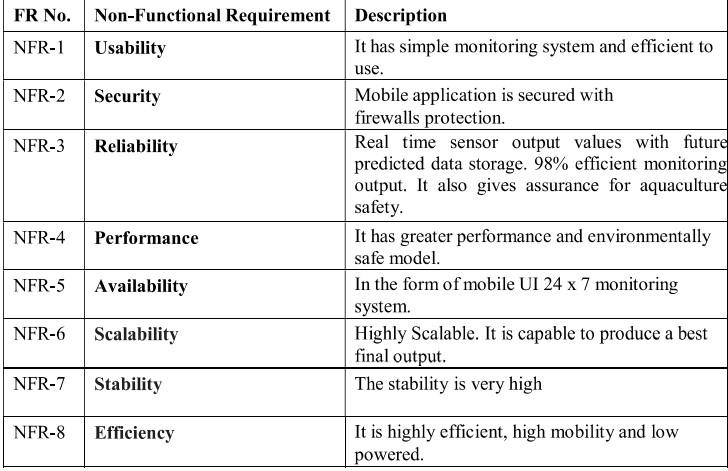 FR No. Non-Functional Requirement Description
NFR-1 Usability It has simple monitoring system and efficient to
use.
NFR-2 Security Mobile application is secured with
firewalls protection.
NFR-3 Reliability Real time sensor output values with future
predicted data storage. 98% efficient monitoring
output. It also gives assurance for aquaculture
safety.
NFR-4 Performance It has greater performance and environmentally
safe model.
NFR-5 Availability In the form of mobile UI 24 x 7 monitoring
system.
NFR-6 Scalability Highly Scalable. It is capable to produce a best
final output.
NFR-7 Stability The stability is very high
NFR-8 Efficiency It is highly efficient, high mobility and low
powered.